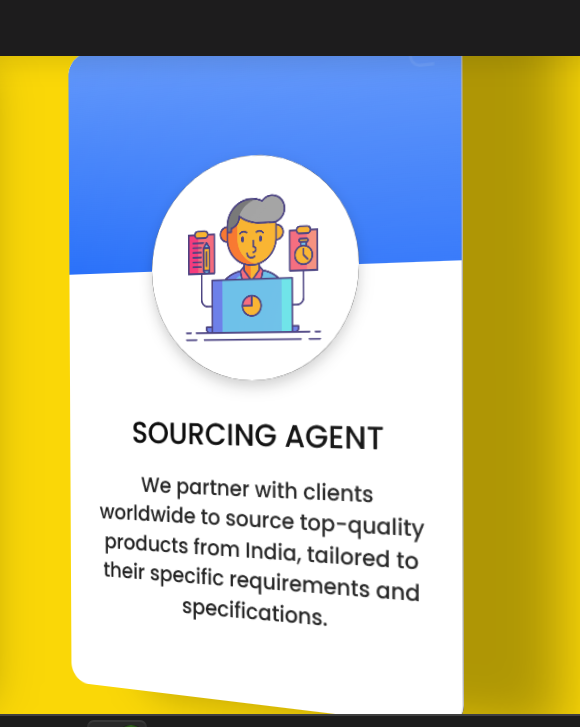 SOURCING AGENT
We partner with clients
worldwide to source top-quality
products from India, tailored to
their specific requirements and
specifications.